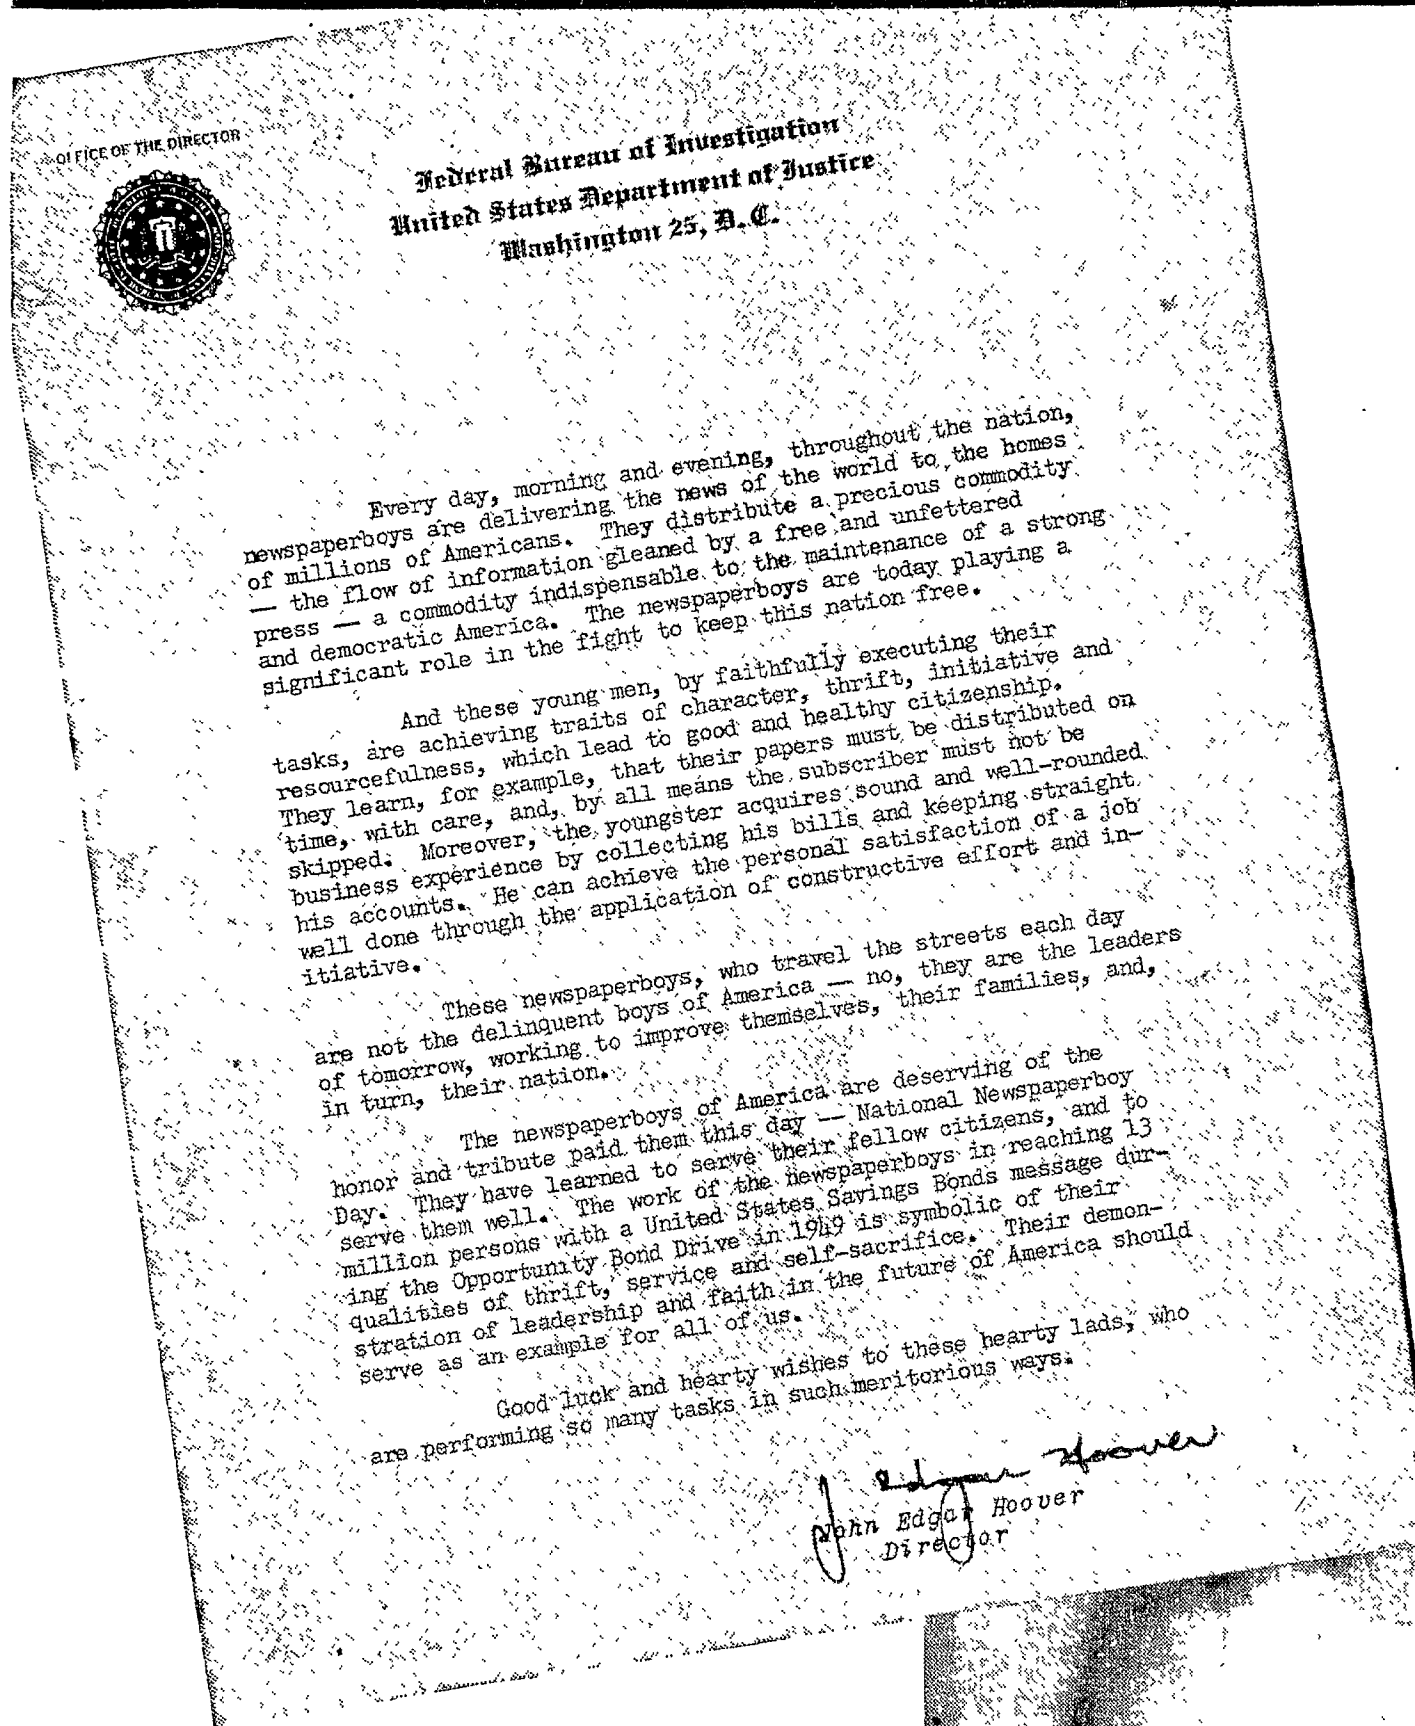 OFFICE OF THE DIRECTOR
Federal Bureau of Investigation
United States Department of Justice
Washington 25, D. C.
Every day, morning and evening, throughout the nation,
newspaperboys are delivering the news of the world to the homes
of millions of Americans. They distribute a precious commodity
— the flow of information gleaned by a free and unfettered
press — a commodity indispensable to the maintenance of a strong
and democratic America. The newspaperboys are today playing a
significant role in the fight to keep this nation free.
And these young men, by faithfully executing their
tasks, are achieving traits of character, thrift, initiative and
resourcefulness, which lead to good and healthy citizenship.
They learn, for example, that their papers must be distributed on
time, with care, and, by all means the subscriber must not be
skipped. Moreover, the youngster acquires sound and well-rounded
business experience by collecting his bills and keeping straight
his accounts. He can achieve the personal satisfaction of a job
well done through the application of constructive effort and in-
itiative.
These newspaperboys, who travel the streets each day
are not the delinquent boys of America — no, they are the leaders
of tomorrow, working to improve themselves, their families, and,
in turn, their nation.
The newspaperboys of America are deserving of the
honor and tribute paid them this day — National Newspaperboy
Day. They have learned to serve their fellow citizens, and to
serve them well. The work of the newspaperboys in reaching 13
million persons with a United States Savings Bonds message dur-
ing the Opportunity Bond Drive in 1949 is symbolic of their
qualities of thrift, service and self-sacrifice. Their demon-
stration of leadership and faith in the future of America should
serve as an example for all of us.
Good luck and hearty wishes to these hearty lads, who
are performing so many tasks in such meritorious ways.
J Edgar Hoover
John Edgar Hoover
Director